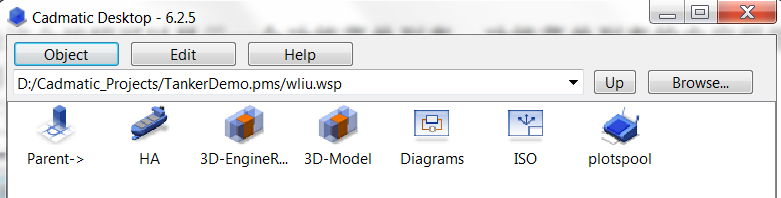 Cadmatic Desktop - 6.2.5
Object Edit Help
D:/Cadmatic_Projects/TankerDemo.pms/wliu.wsp Up Browse...
Parent-> HA 3D-EngineR... 3D-Model Diagrams ISO plotspool